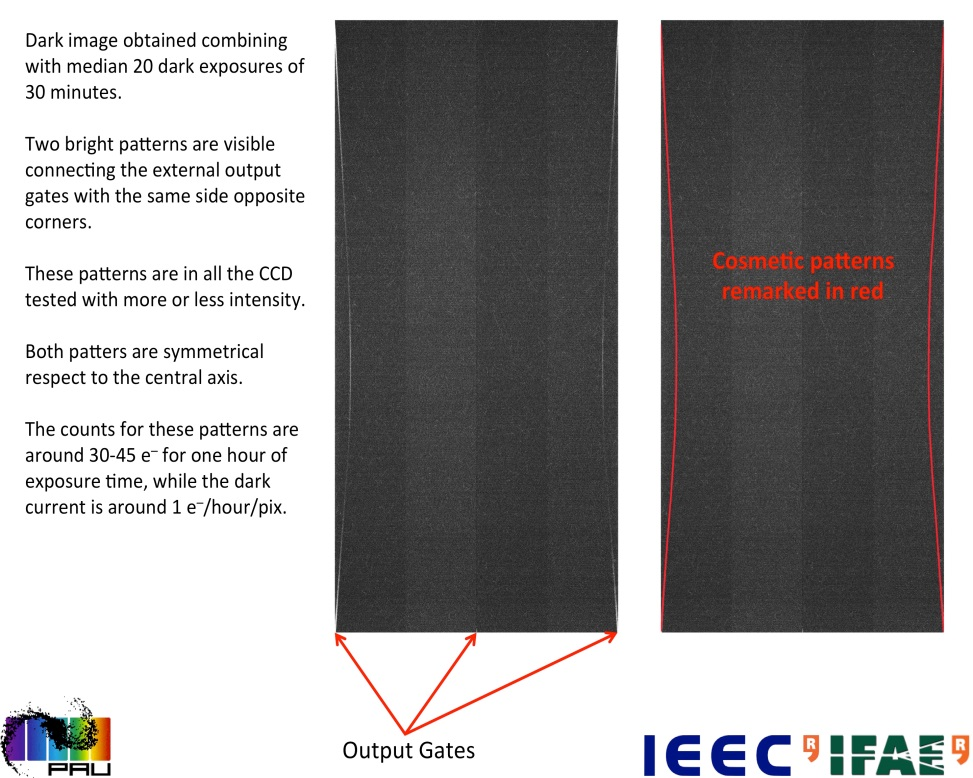 Dark image obtained combining
with median 20 dark exposures of
30 minutes.
Two bright patterns are visible
connecting the external output
gates with the same side opposite
corners.
These patterns are in all the CCD
tested with more or less intensity.
Both patters are symmetrical
respect to the central axis.
The counts for these patterns are
around 30-45 e⁻ for one hour of
exposure time, while the dark
current is around 1 e⁻/hour/pix.
Cosmetic patterns
remarked in red
Output Gates
PAU
IEEC R
IFAE R